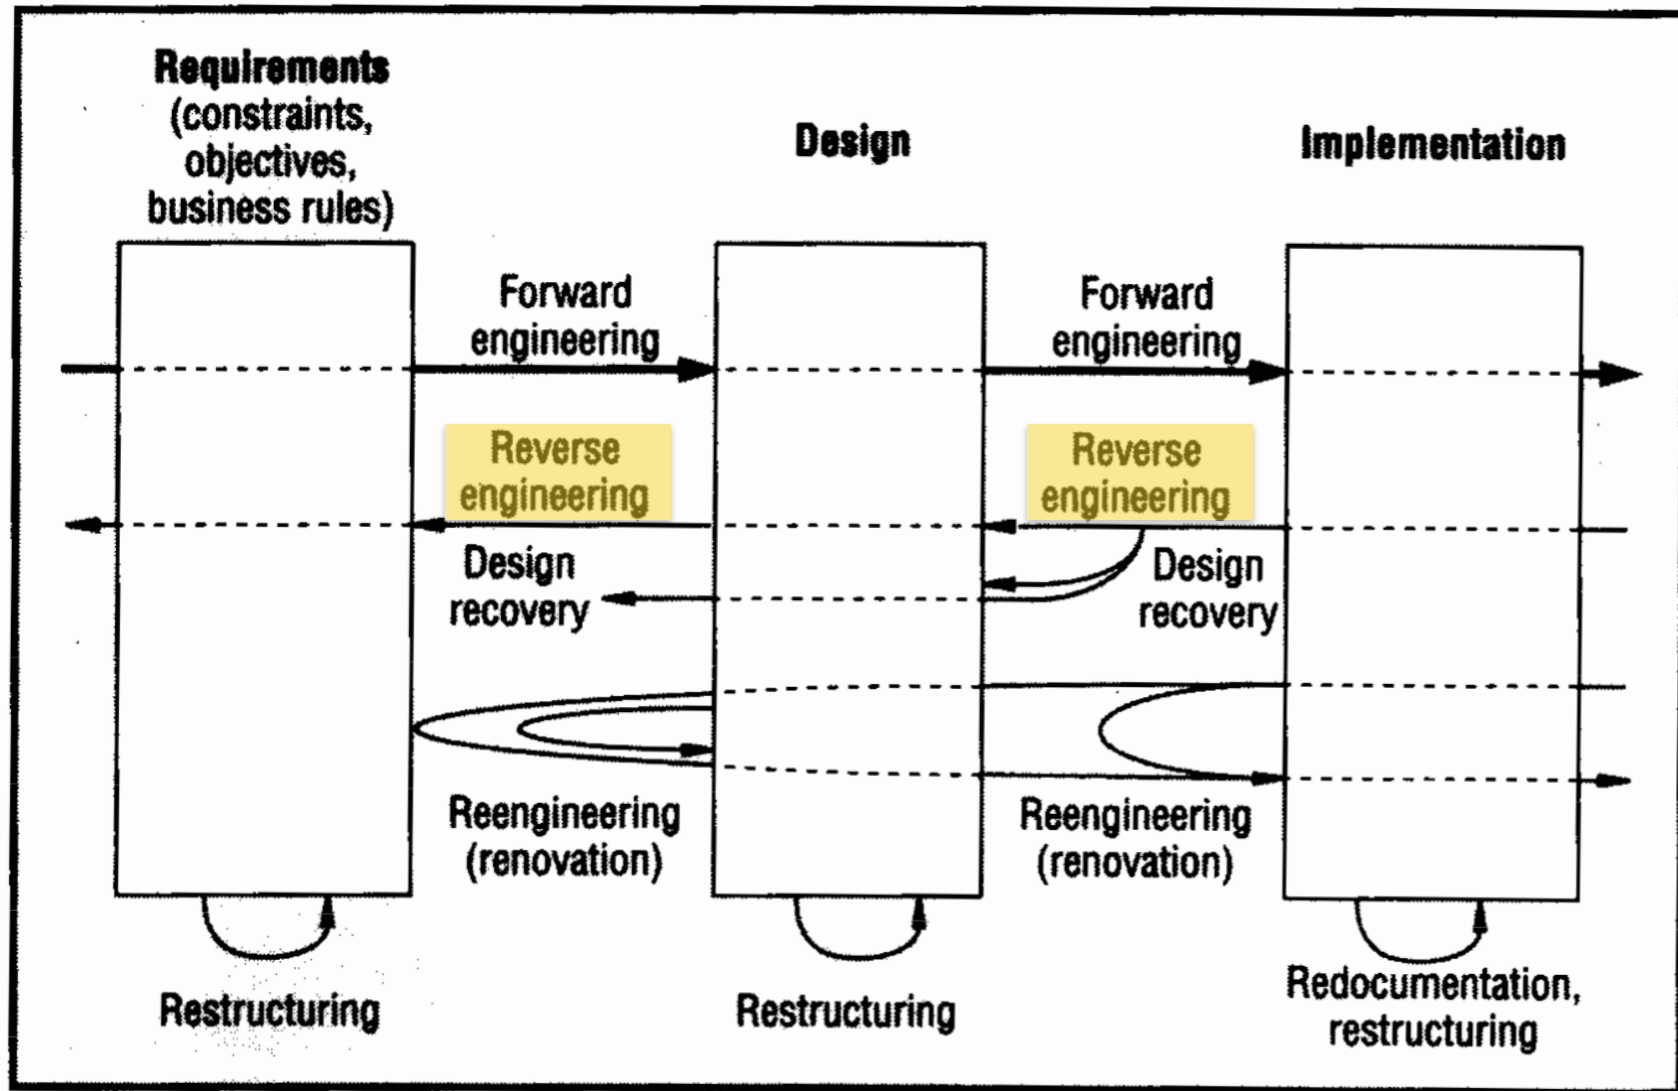 Requirements
(constraints,
objectives,
business rules)
Design
Implementation
Forward
engineering
Forward
engineering
Reverse
engineering
Reverse
engineering
Design
recovery
Design
recovery
Reengineering
(renovation)
Reengineering
(renovation)
Restructuring
Restructuring
Redocumentation,
restructuring